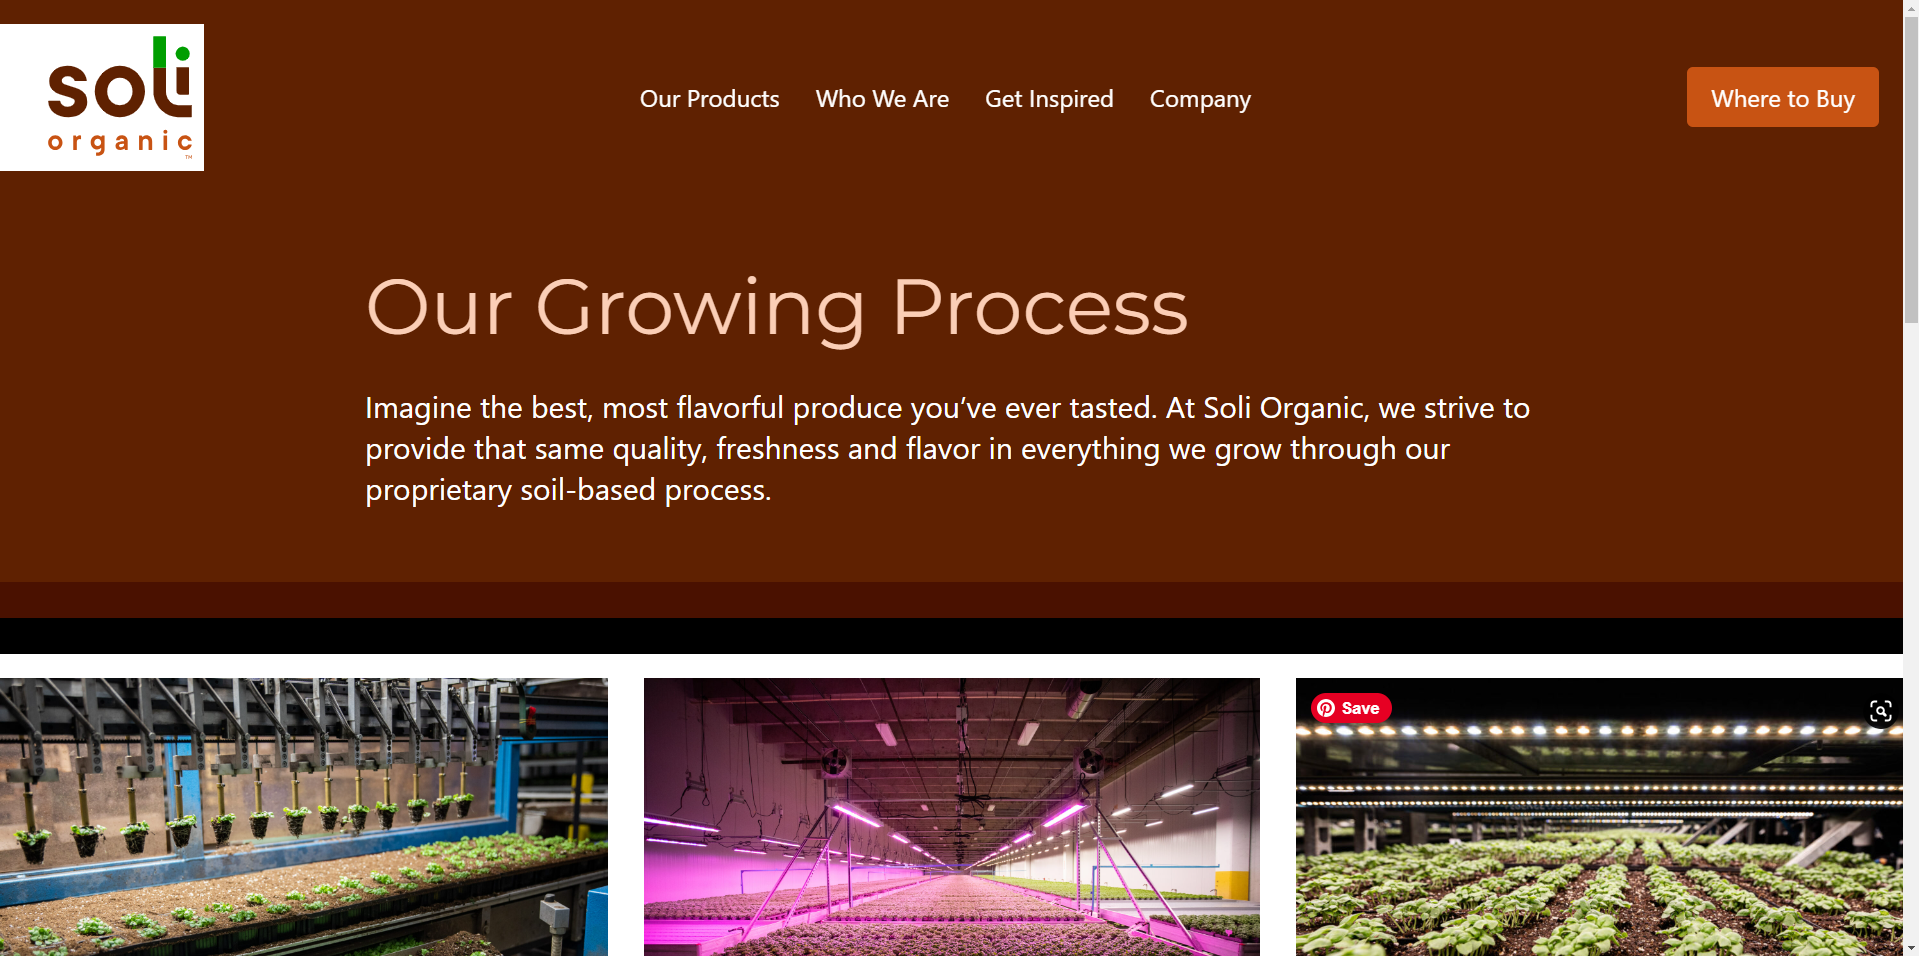 soli
organic
™
Our Products
Who We Are
Get Inspired
Company
Where to Buy
Our Growing Process
Imagine the best, most flavorful produce you’ve ever tasted. At Soli Organic, we strive to
provide that same quality, freshness and flavor in everything we grow through our
proprietary soil-based process.
Save